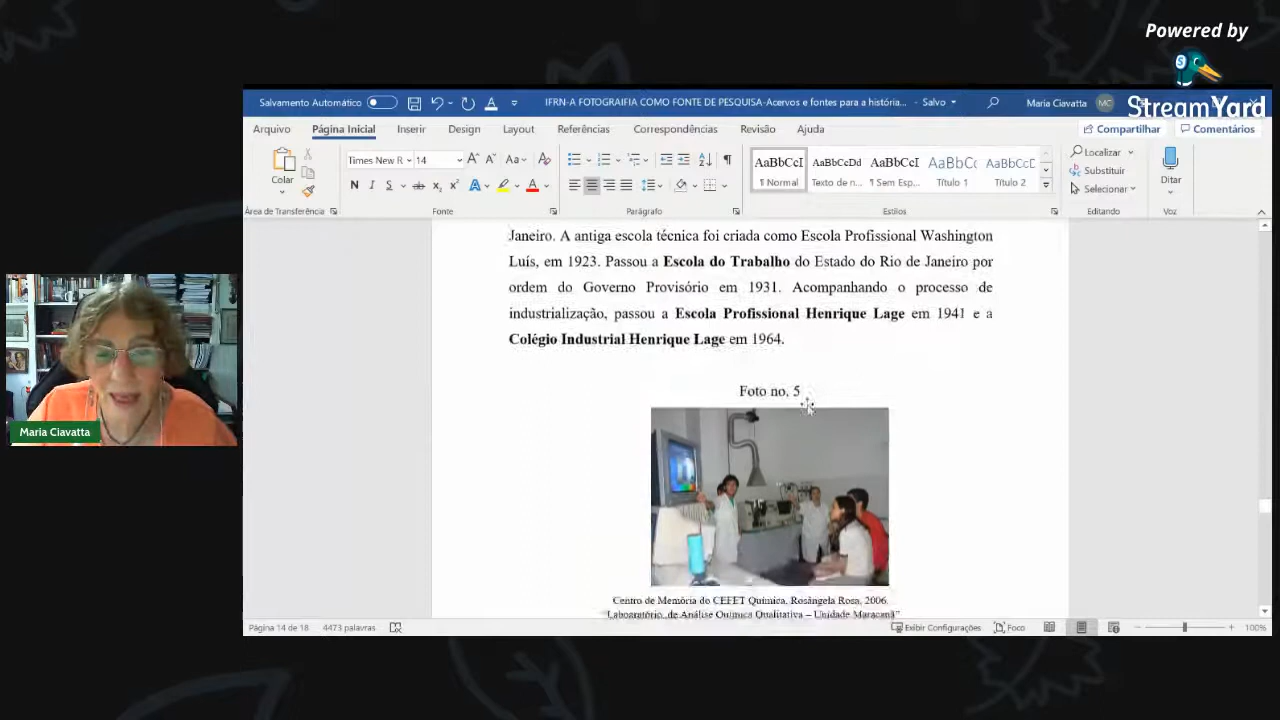 Powered by
StreamYard
Salvamento Automático
IFRN-A FOTOGRAIFIA COMO FONTE DE PESQUISA-Acervos e fontes para a história... - Salvo
Maria Ciavatta MC
Arquivo Página Inicial Inserir Design Layout Referências Correspondências Revisão Exibir Ajuda
Compartilhar Comentários
Colar
Times New R 14
AaBbCcI AaBbCcDd AaBbCcI AaBbCc AaBbCcC
¶ Normal Texto de n... ¶ Sem Esp... Título 1 Título 2
Localizar
Substituir
Selecionar
Ditar
Área de Transferência Fonte Parágrafo Estilos Editando Voz
Janeiro. A antiga escola técnica foi criada como Escola Profissional Washington
Luís, em 1923. Passou a Escola do Trabalho do Estado do Rio de Janeiro por
ordem do Governo Provisório em 1931. Acompanhando o processo de
industrialização, passou a Escola Profissional Henrique Lage em 1941 e a
Colégio Industrial Henrique Lage em 1964.
Foto no. 5
Centro de Memória do CEFET Química. Rosângela Rosa, 2006.
de Análise Química Qualitativa – Unidade Maracanã"
Maria Ciavatta
Página 14 de 18 4473 palavras
Exibir Configurações Foco 100%